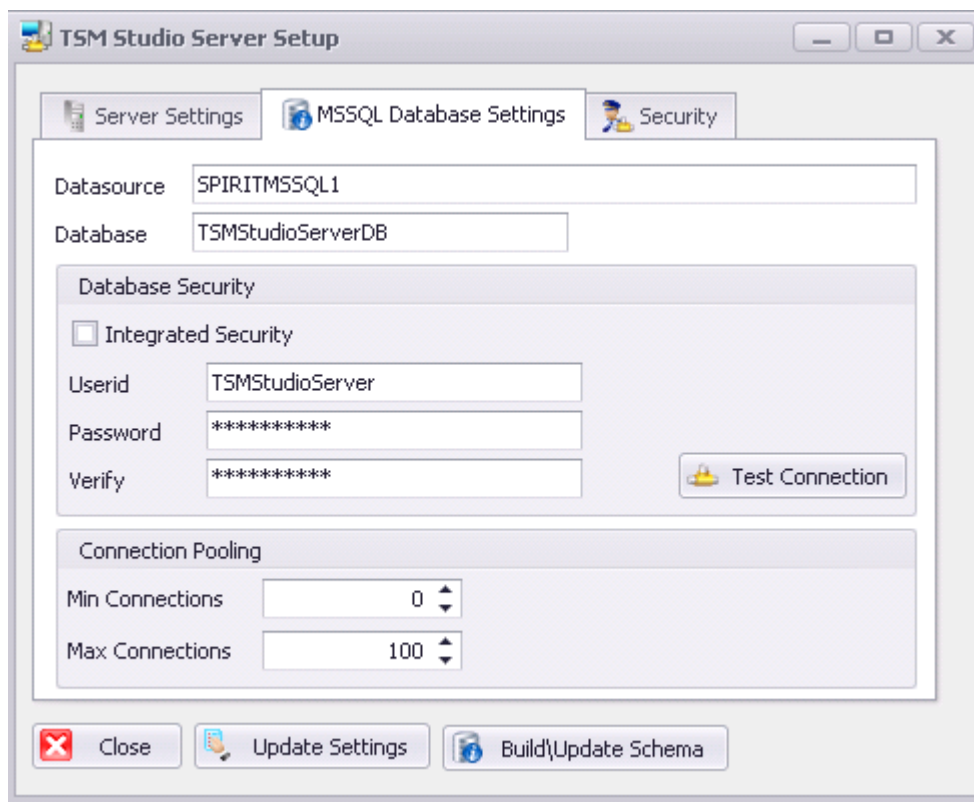 TSM Studio Server Setup
Server Settings MSSQL Database Settings Security
Datasource SPIRITMSSQL1
Database TSMStudioServerDB
Database Security
Integrated Security
Userid TSMStudioServer
Password **********
Verify ********** Test Connection
Connection Pooling
Min Connections 0
Max Connections 100
Close Update Settings Build\Update Schema